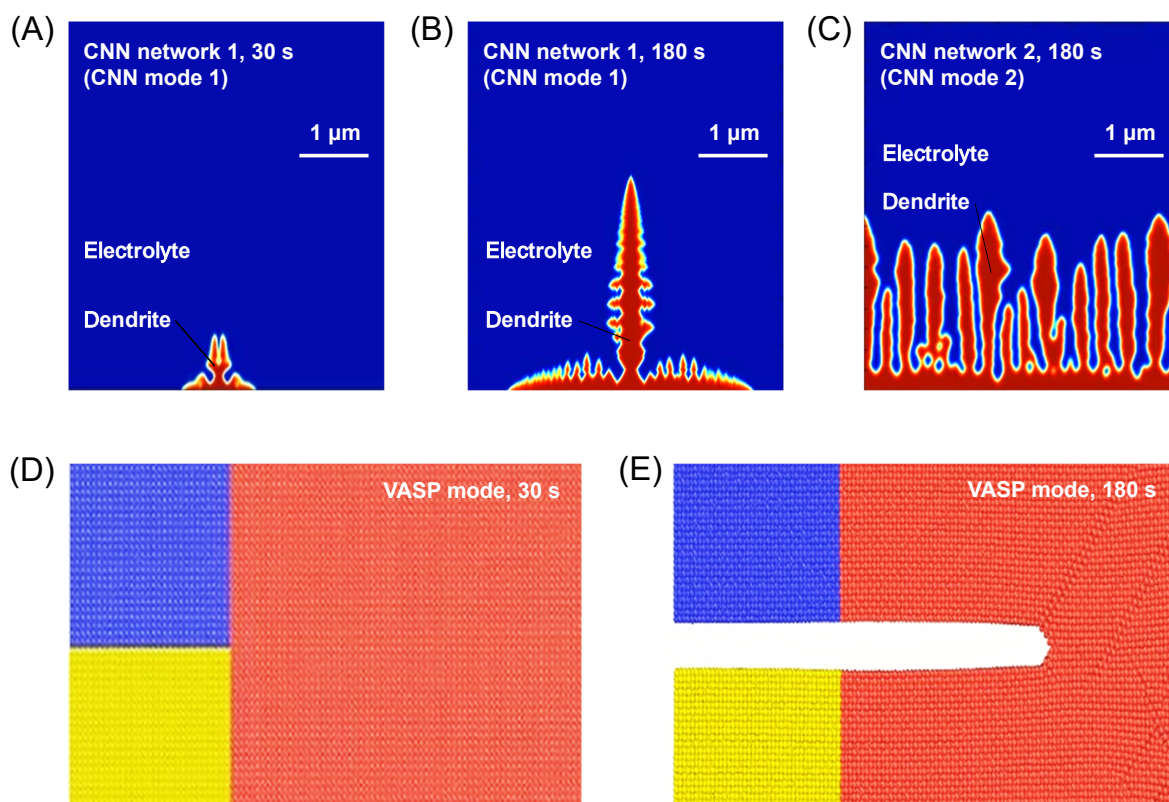 (A)
CNN network 1, 30 s
(CNN mode 1)
1 μm
Electrolyte
Dendrite
(B)
CNN network 1, 180 s
(CNN mode 1)
1 μm
Electrolyte
Dendrite
(C)
CNN network 2, 180 s
(CNN mode 2)
1 μm
Electrolyte
Dendrite
(D)
VASP mode, 30 s
(E)
VASP mode, 180 s